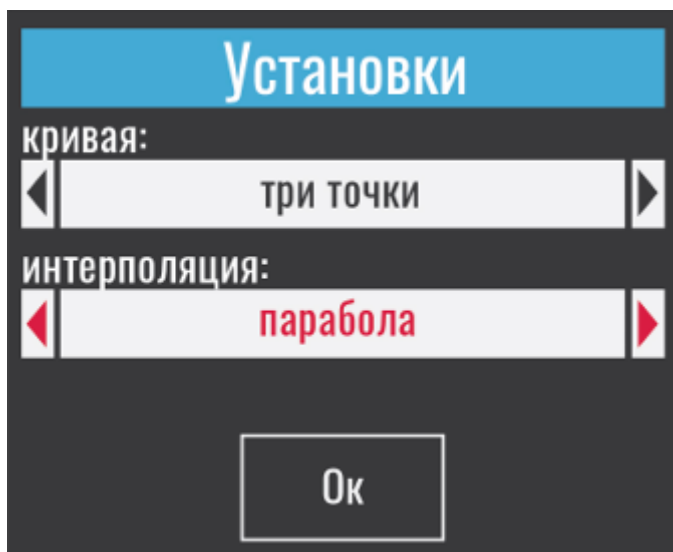 Установки
кривая:
три точки
интерполяция:
парабола
Ок